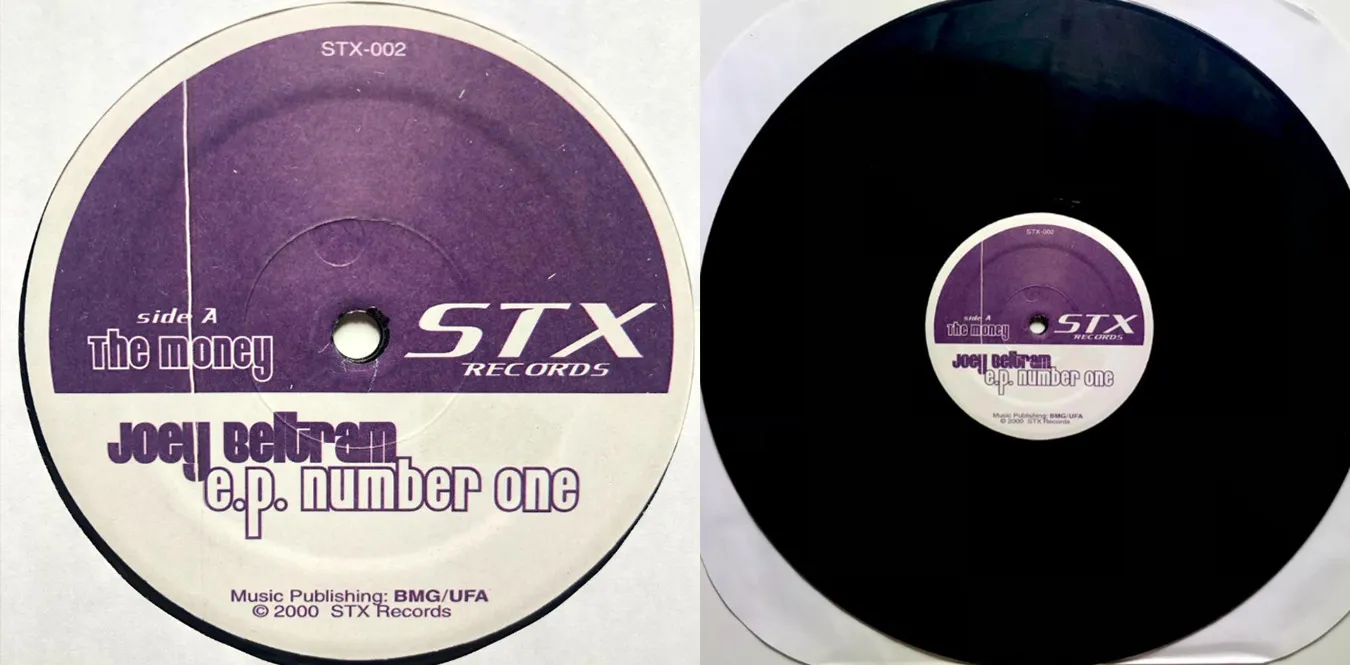 STX-002
side A
The Money
STX
RECORDS
Joey Beltram
e.p. number one
Music Publishing: BMG/UFA
© 2000 STX Records
STX-002
side A
The Money
STX
RECORDS
Joey Beltram
e.p. number one
Music Publishing: BMG/UFA
© 2000 STX Records